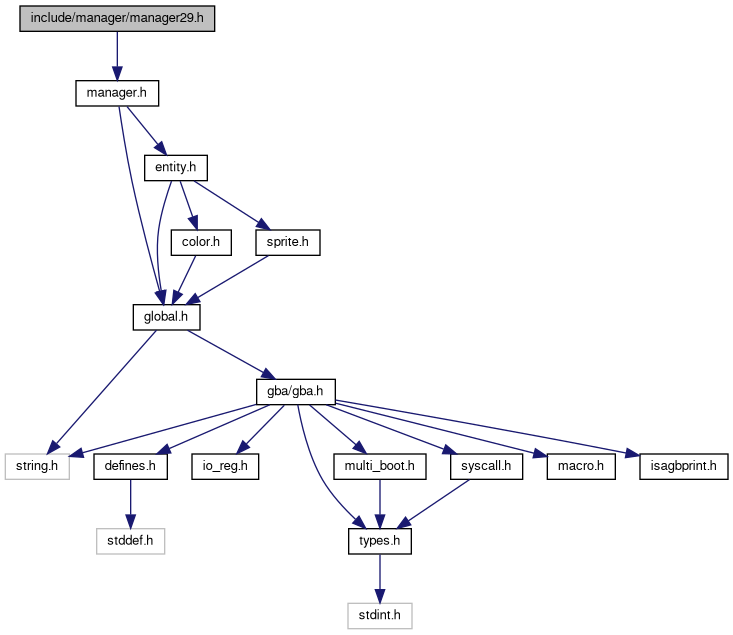 include/manager/manager29.h
manager.h
entity.h
color.h
sprite.h
global.h
gba/gba.h
string.h
defines.h
io_reg.h
multi_boot.h
syscall.h
macro.h
isagbprint.h
stddef.h
types.h
stdint.h